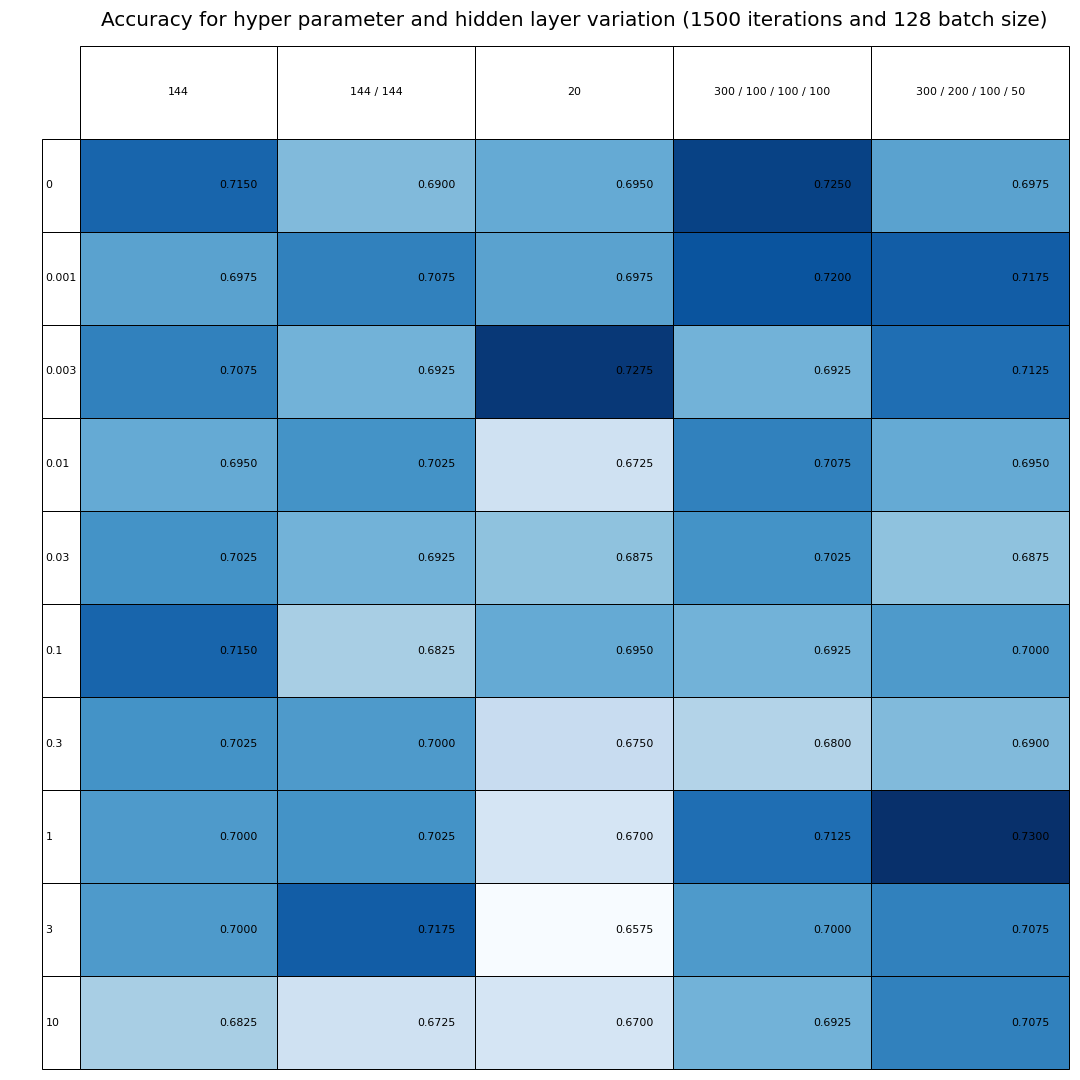 Accuracy for hyper parameter and hidden layer variation (1500 iterations and 128 batch size)
144 144 / 144 20 300 / 100 / 100 / 100 300 / 200 / 100 / 50
0 0.7150 0.6900 0.6950 0.7250 0.6975
0.001 0.6975 0.7075 0.6975 0.7200 0.7175
0.003 0.7075 0.6925 0.7275 0.6925 0.7125
0.01 0.6950 0.7025 0.6725 0.7075 0.6950
0.03 0.7025 0.6925 0.6875 0.7025 0.6875
0.1 0.7150 0.6825 0.6950 0.6925 0.7000
0.3 0.7025 0.7000 0.6750 0.6800 0.6900
1 0.7000 0.7025 0.6700 0.7125 0.7300
3 0.7000 0.7175 0.6575 0.7000 0.7075
10 0.6825 0.6725 0.6700 0.6925 0.7075